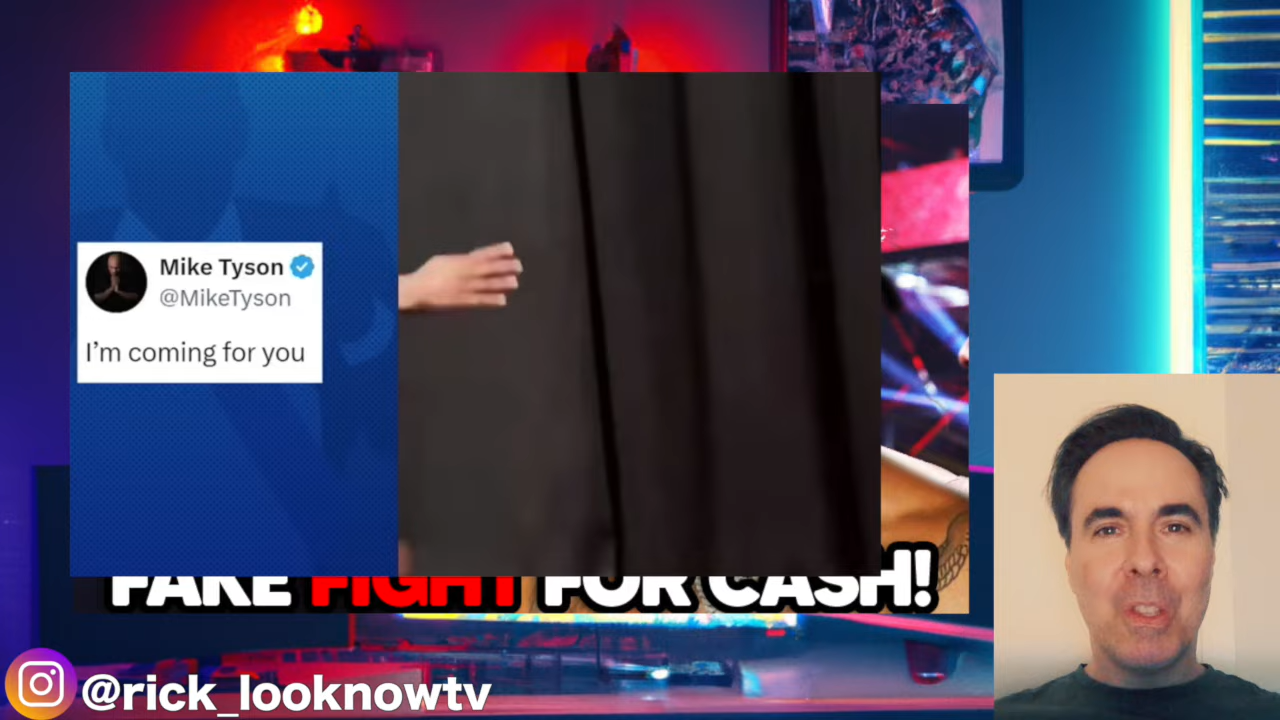 Mike Tyson
@MikeTyson
I'm coming for you
FAKE FIGHT FOR CASH!
@rick_looknowtv